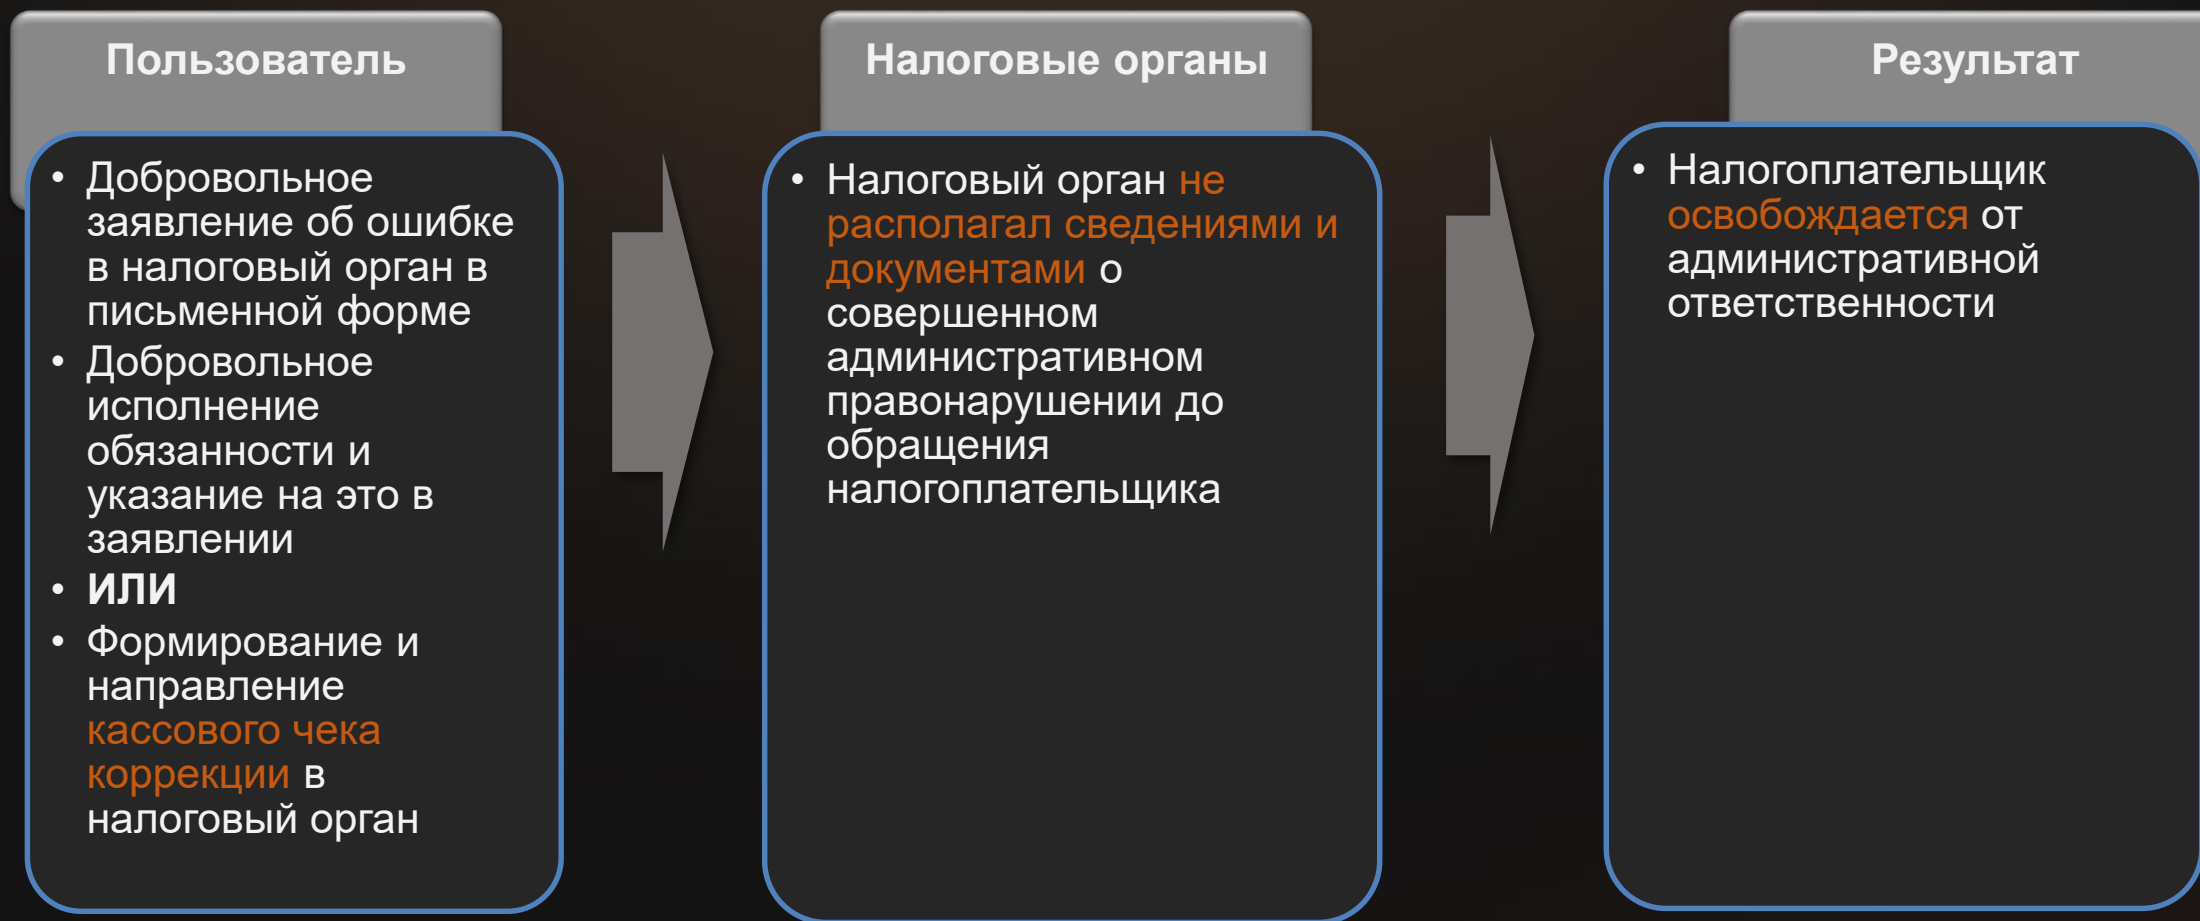 Пользователь
• Добровольное
заявление об ошибке
в налоговый орган в
письменной форме
• Добровольное
исполнение
обязанности и
указание на это в
заявлении
• ИЛИ
• Формирование и
направление
кассового чека
коррекции в
налоговый орган
Налоговые органы
• Налоговый орган не
располагал сведениями и
документами о
совершенном
административном
правонарушении до
обращения
налогоплательщика
Результат
• Налогоплательщик
освобождается от
административной
ответственности